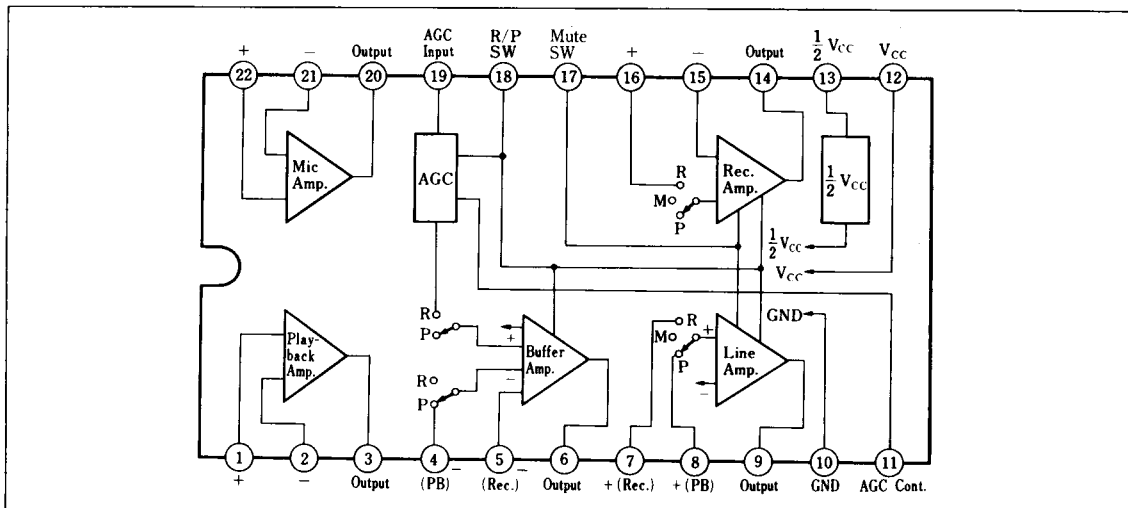 AGC Input
R/P SW
Mute SW
½ VCC
VCC
+
−
Output
+
−
Output
22
21
20
19
18
17
16
15
14
13
12
Mic Amp.
AGC
R
M
P
Rec. Amp.
½ VCC
½ VCC
VCC
GND
Play-back Amp.
R
P
R
P
+
−
Buffer Amp.
R
M
P
+
−
Line Amp.
1
2
3
4
5
6
7
8
9
10
11
+
−
Output
−
(PB)
−
(Rec.)
Output
+ (Rec.)
+ (PB)
Output
GND
AGC Cont.